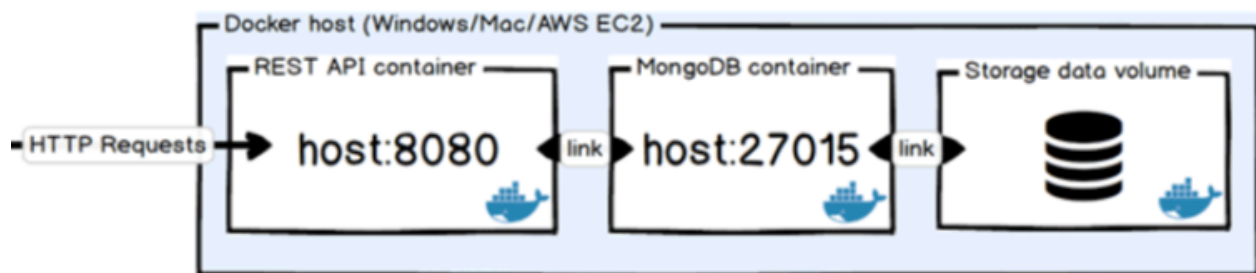 Docker host (Windows/Mac/AWS EC2)
REST API container
MongoDB container
Storage data volume
HTTP Requests
host:8080
link
host:27015
link